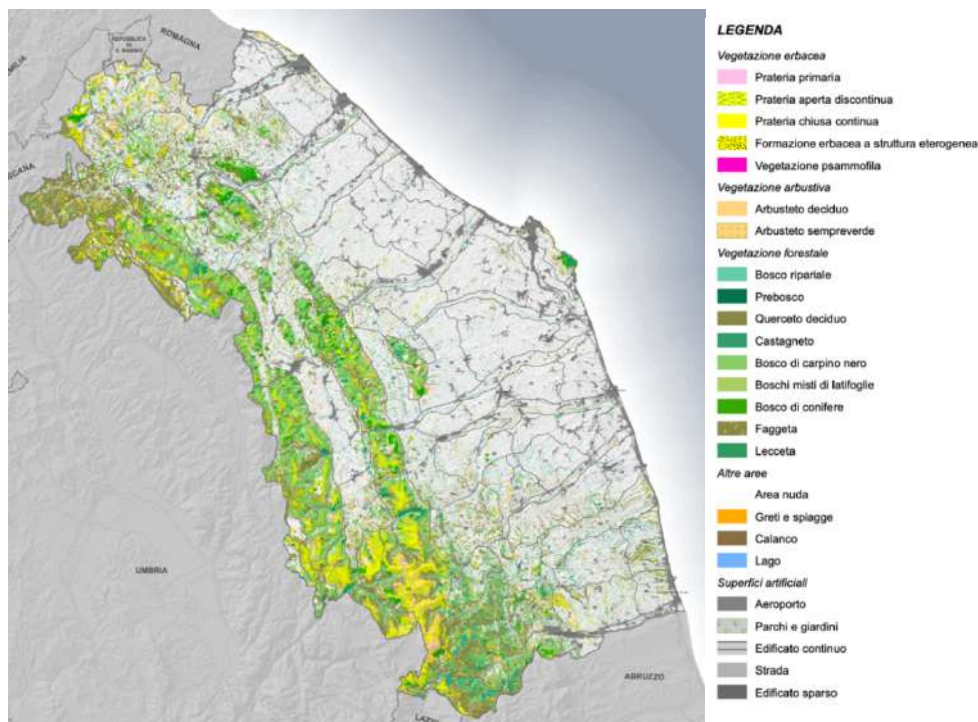 REPUBBLICA
DI
S. MARINO
ROMAGNA
UMBRIA
ABRUZZO
LEGENDA
Vegetazione erbacea
Prateria primaria
Prateria aperta discontinua
Prateria chiusa continua
Formazione erbacea a struttura eterogenea
Vegetazione psammofila
Vegetazione arbustiva
Arbusteto deciduo
Arbusteto sempreverde
Vegetazione forestale
Bosco ripariale
Prebosco
Querceto deciduo
Castagneto
Bosco di carpino nero
Boschi misti di latifoglie
Bosco di conifere
Faggeta
Lecceta
Altre aree
Area nuda
Greti e spiagge
Calanco
Lago
Superfici artificiali
Aeroporto
Parchi e giardini
Edificato continuo
Strada
Edificato sparso